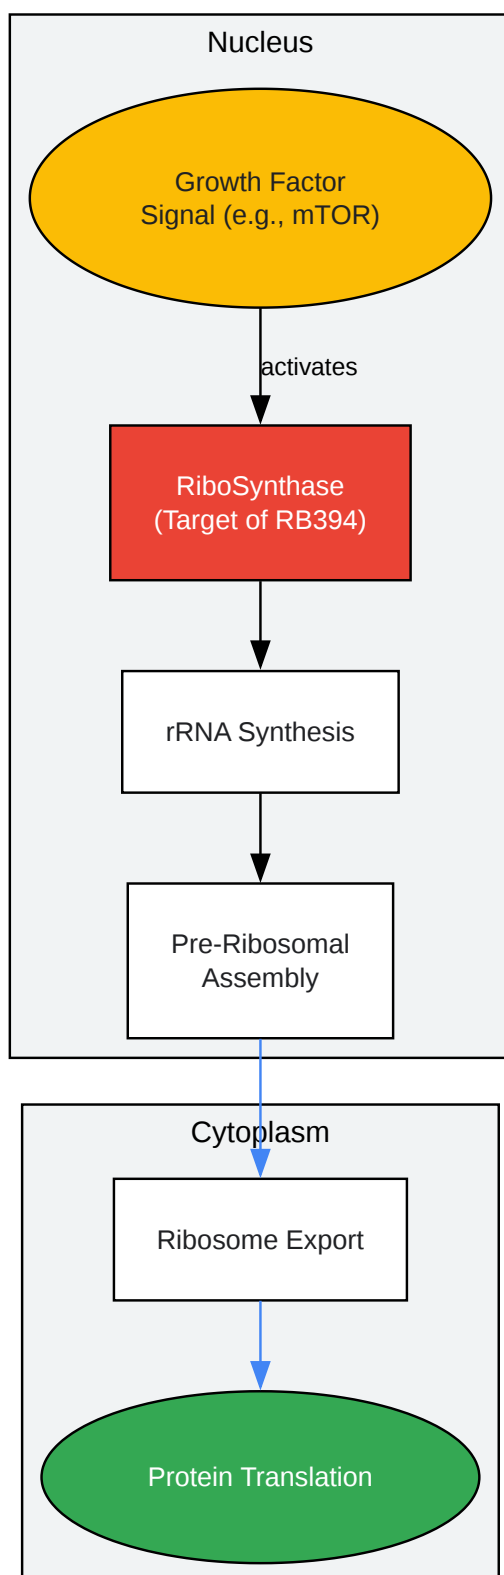 Nucleus
Growth Factor
Signal (e.g., mTOR)
activates
RiboSynthase
(Target of RB394)
rRNA Synthesis
Pre-Ribosomal
Assembly
Cytoplasm
Ribosome Export
Protein Translation